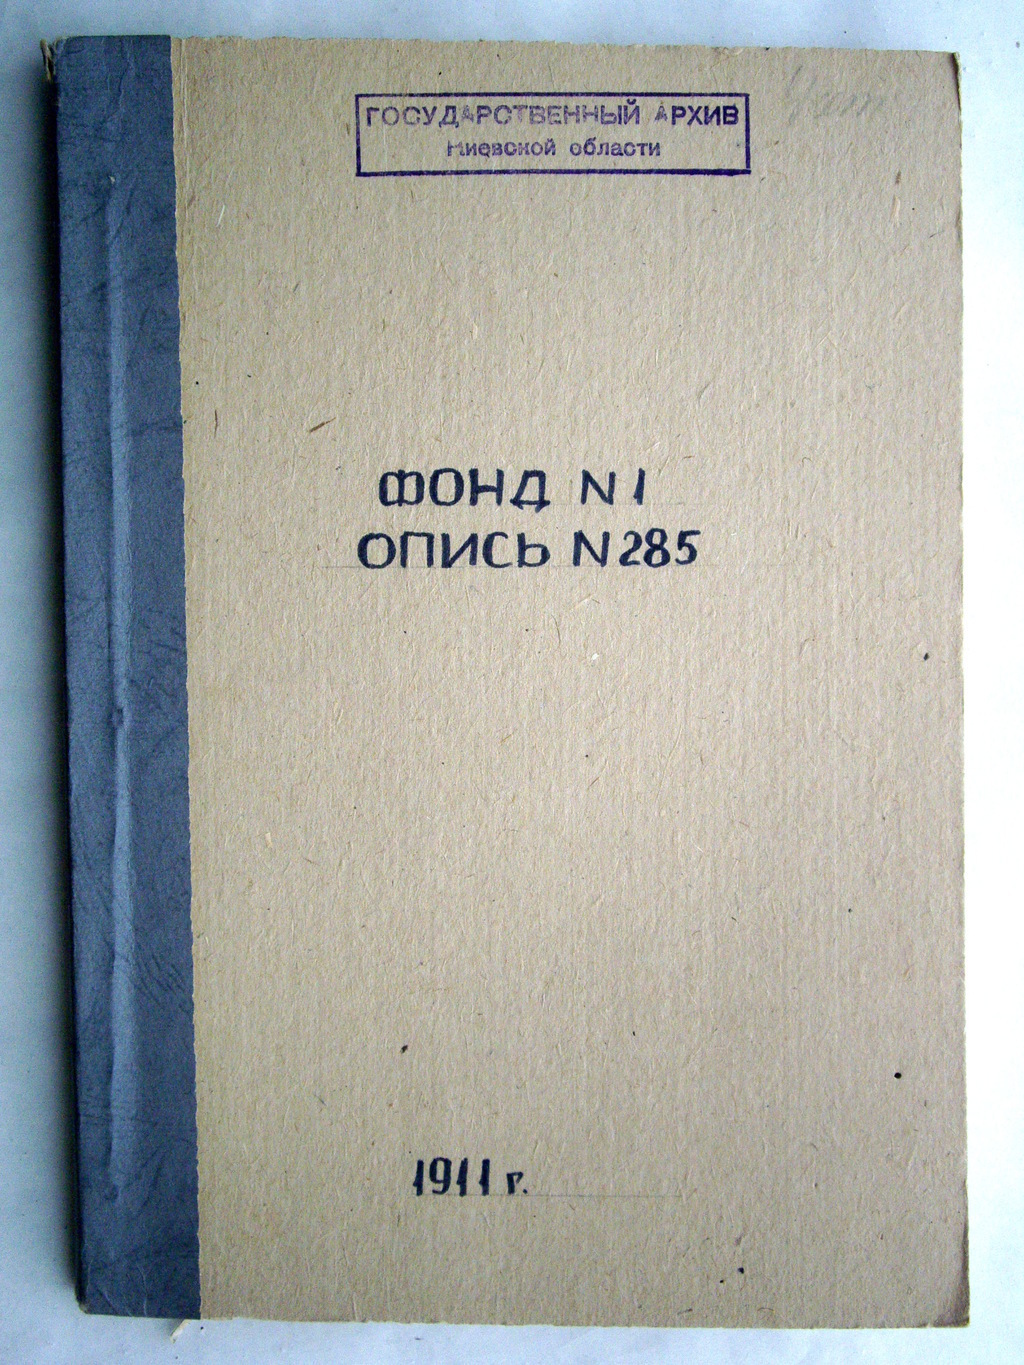 ГОСУДАРСТВЕННЫЙ АРХИВ
Киевской области
ФОНД N 1
ОПИСЬ N 285
1911 г.